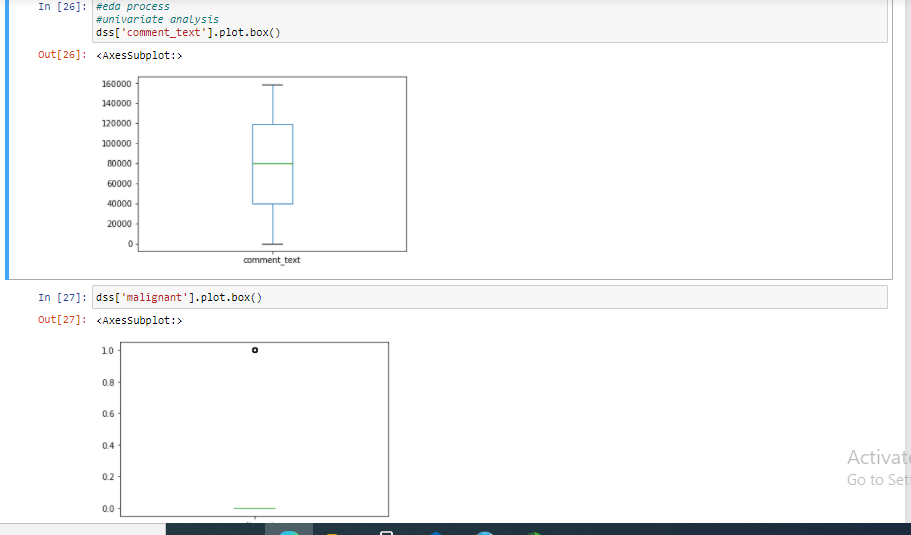 In [26]: #eda process
#univariate analysis
dss['comment_text'].plot.box()
Out[26]: <AxesSubplot:>
160000
140000
120000
100000
80000
60000
40000
20000
0
comment_text
In [27]: dss['malignant'].plot.box()
Out[27]: <AxesSubplot:>
1.0
0.8
0.6
0.4
0.2
0.0
Activate
Go to Set